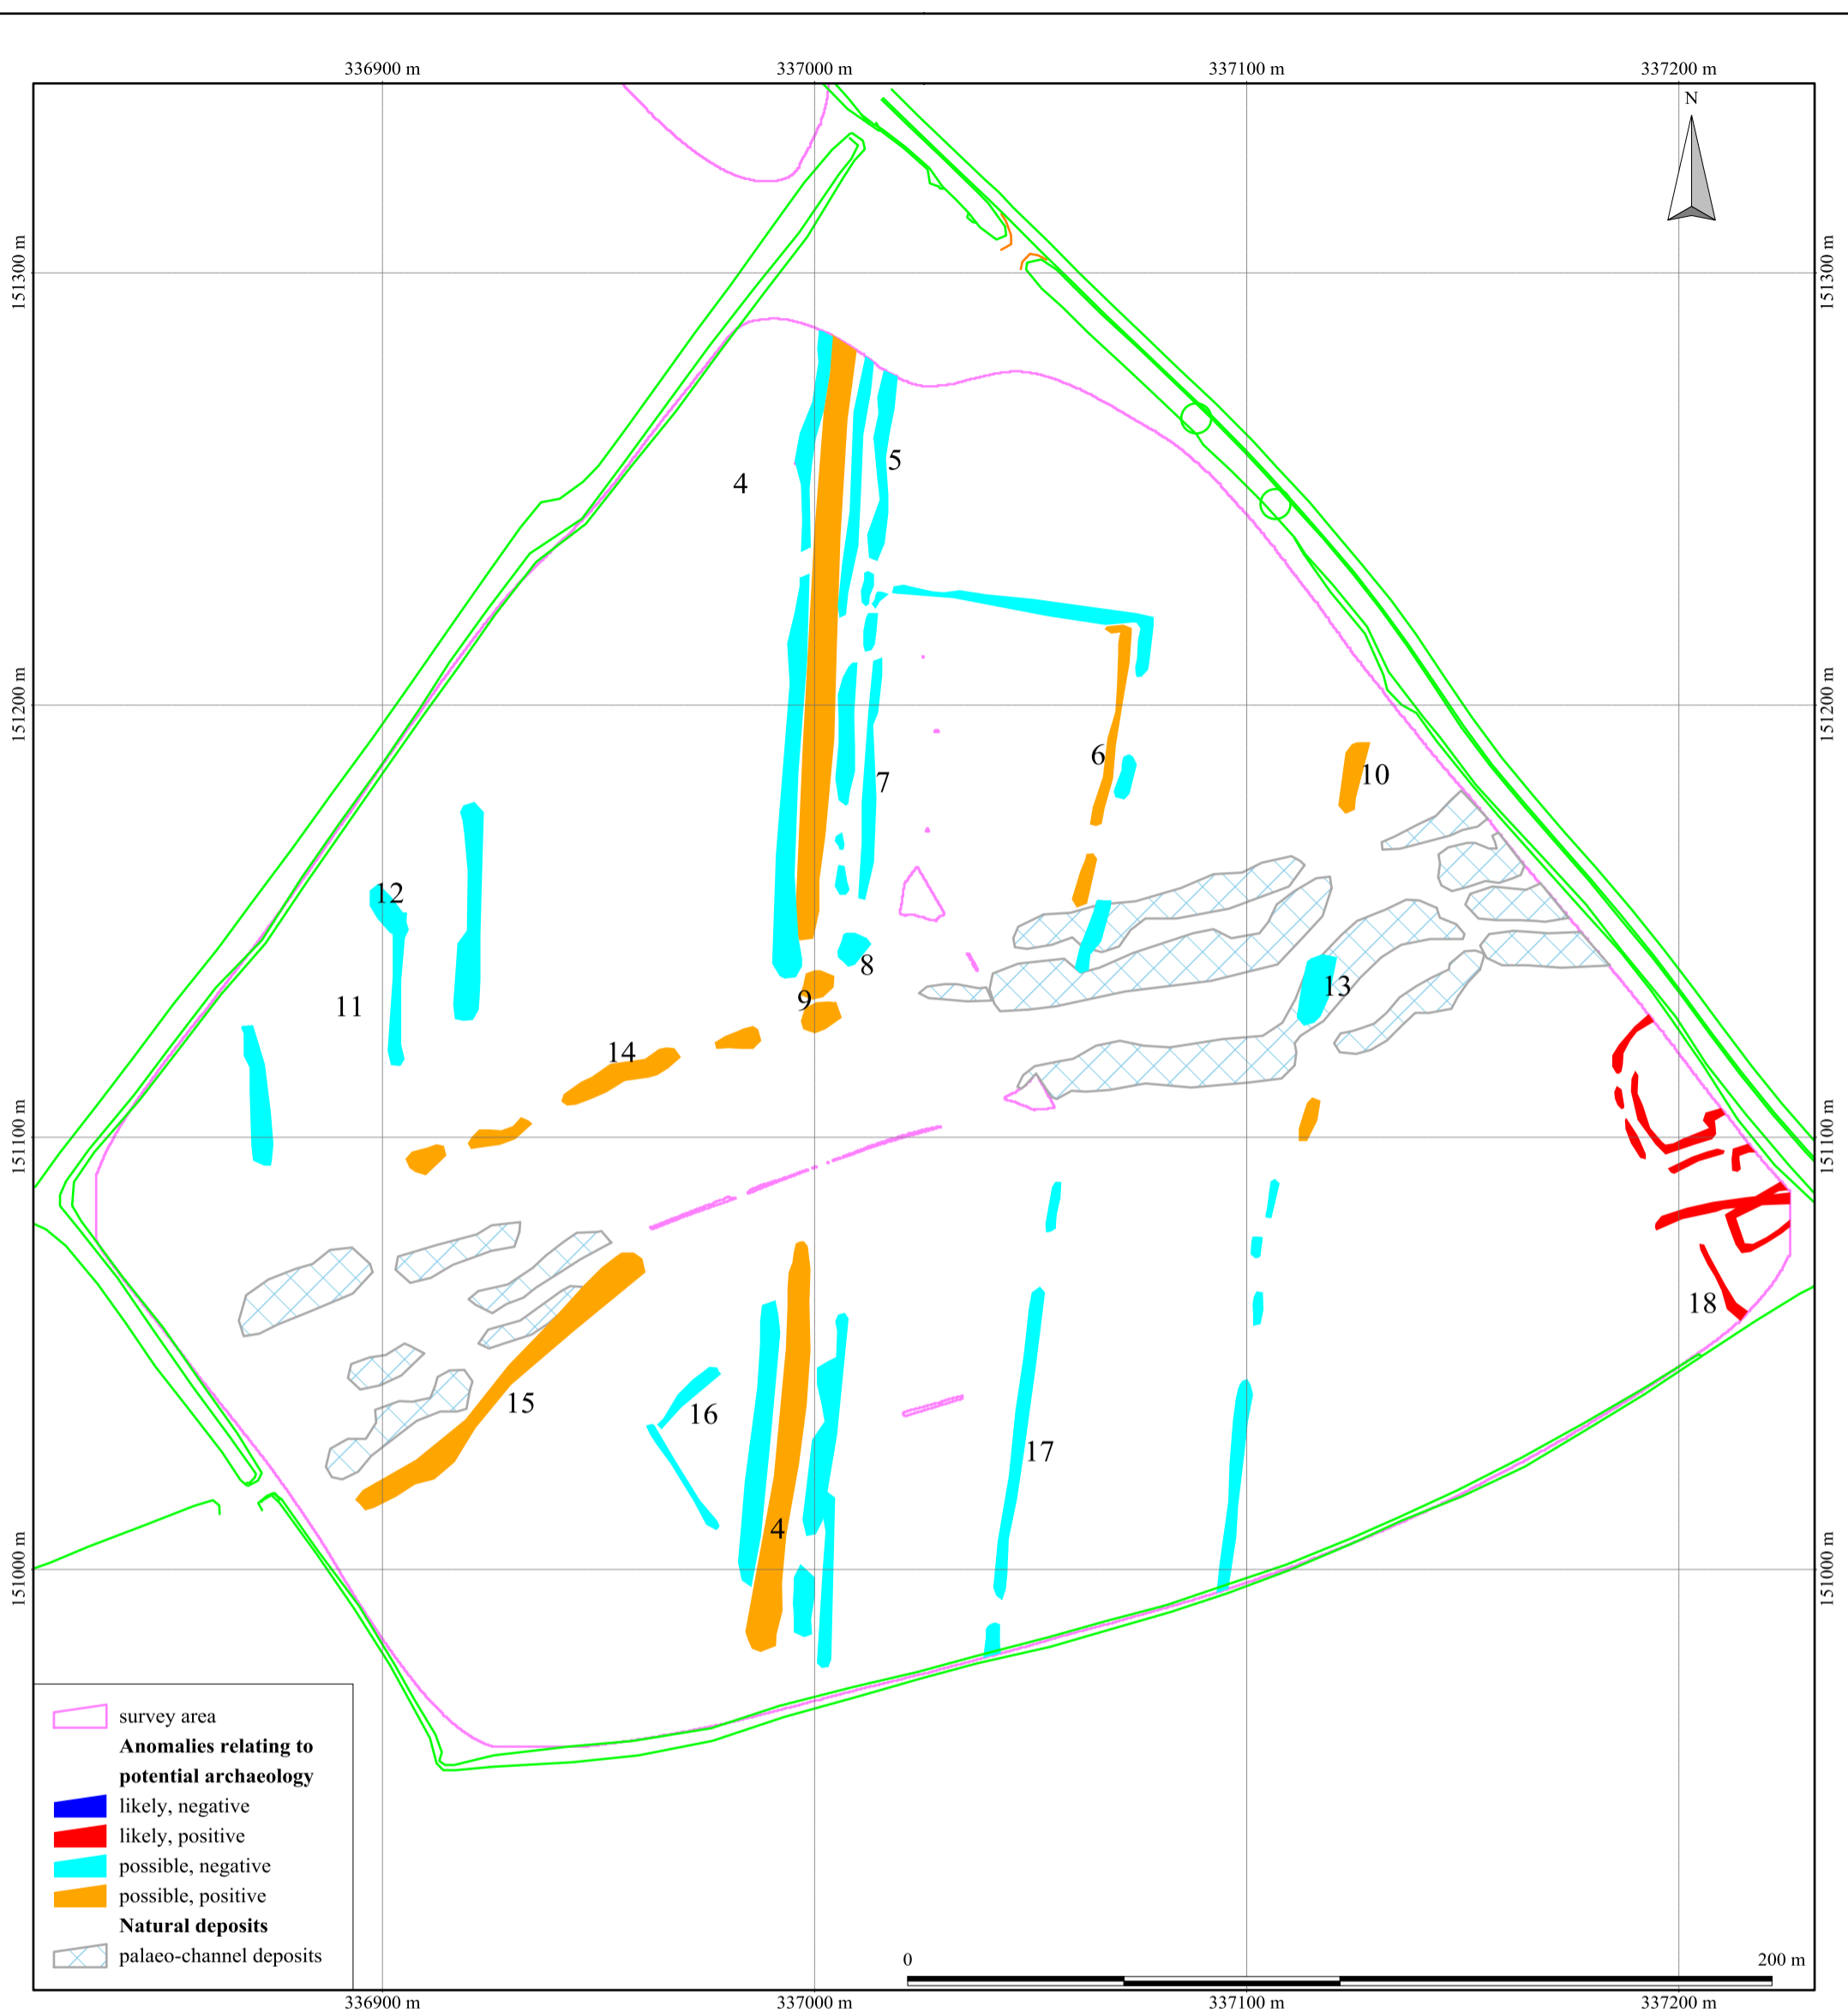 336900 m 337000 m 337100 m 337200 m
N
151300 m 151300 m
5
4
151200 m 151200 m
6
10
7
12
8
13
9
11
14
151100 m 151100 m
18
15
16
17
4
151000 m 151000 m
survey area
Anomalies relating to
potential archaeology
likely, negative
likely, positive
possible, negative
possible, positive
Natural deposits
palaeo-channel deposits
0 200 m
336900 m 337000 m 337100 m 337200 m